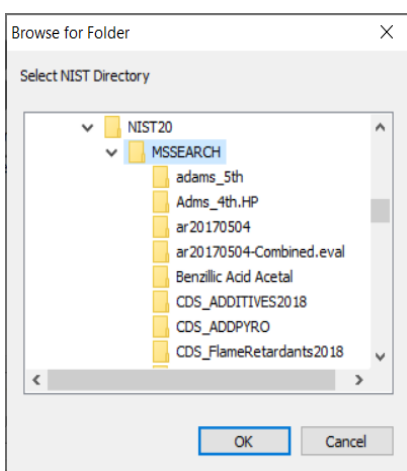 Browse for Folder
Select NIST Directory
NIST20
MSSEARCH
adams_5th
Adms_4th.HP
ar20170504
ar20170504-Combined.eval
Benzillic Acid Acetal
CDS_ADDITIVES2018
CDS_ADDPYRO
CDS_FlameRetardants2018
OK Cancel